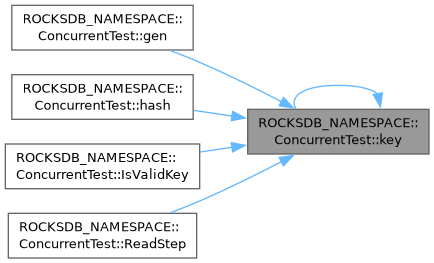 ROCKSDB_NAMESPACE::
ConcurrentTest::gen
ROCKSDB_NAMESPACE::
ConcurrentTest::hash
ROCKSDB_NAMESPACE::
ConcurrentTest::key
ROCKSDB_NAMESPACE::
ConcurrentTest::IsValidKey
ROCKSDB_NAMESPACE::
ConcurrentTest::ReadStep